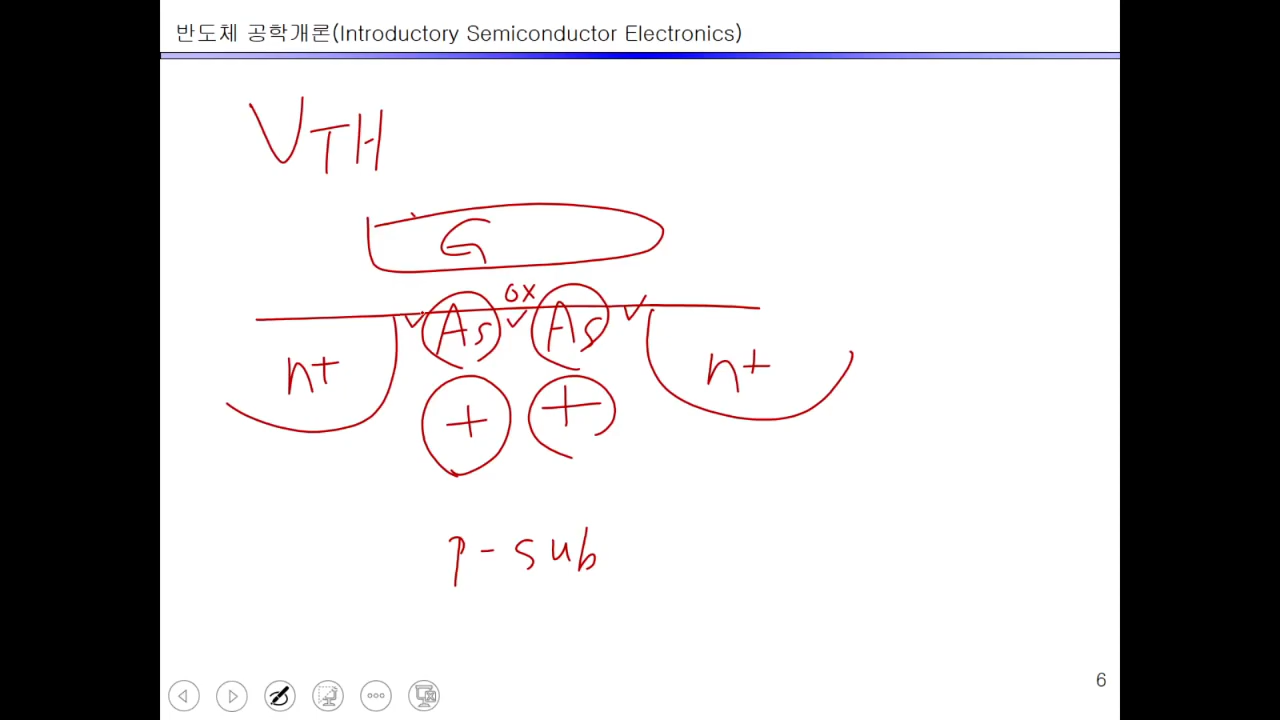 반도체 공학개론(Introductory Semiconductor Electronics)
VTH
G
ox
As As
n+ n+
+ +
p-sub
6